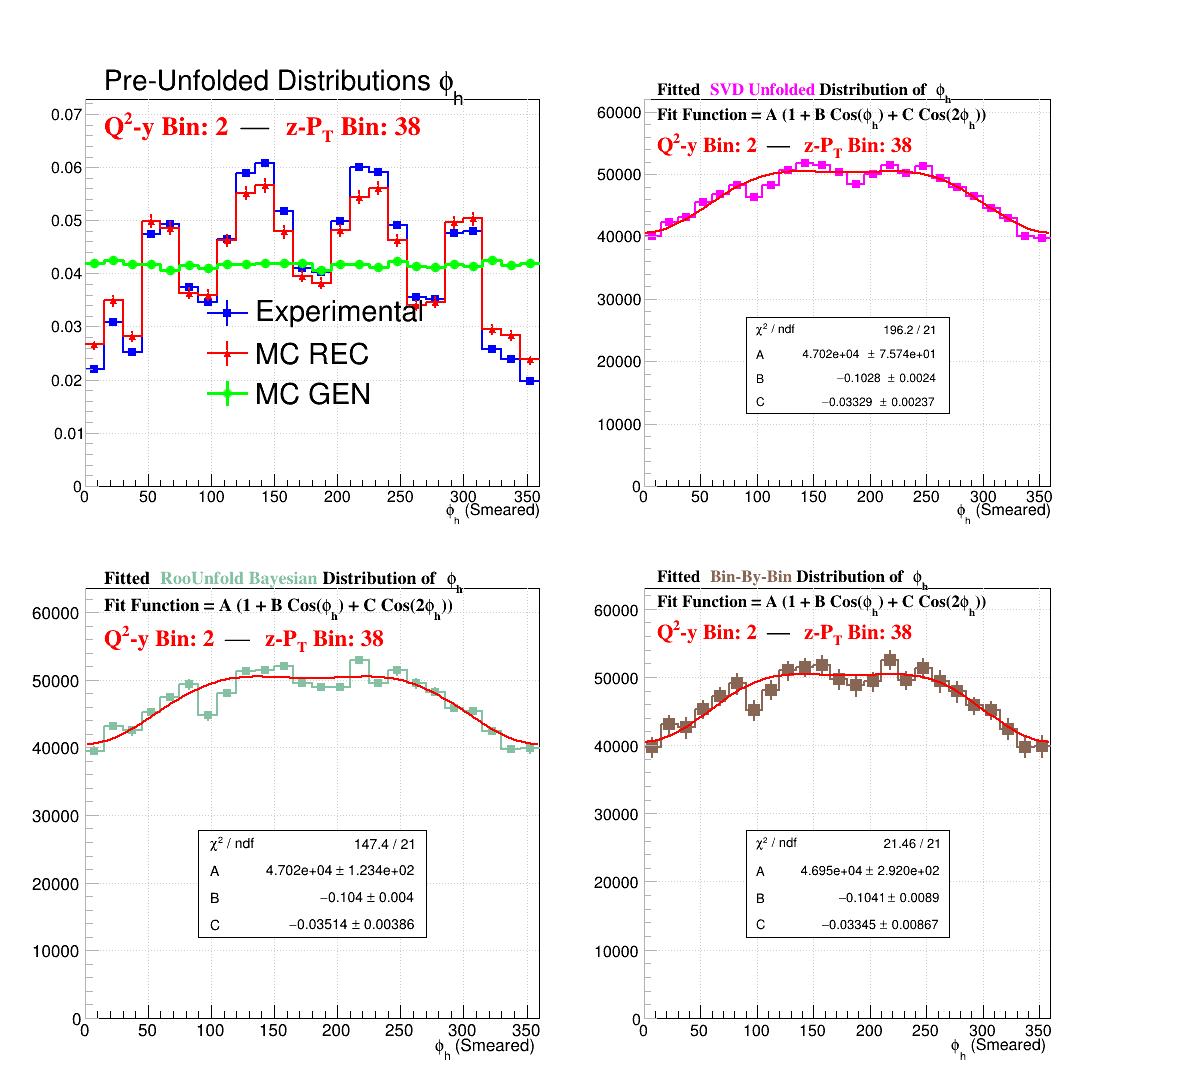 Pre-Unfolded Distributions ϕh
Q2-y Bin: 2 — z-PT Bin: 38
0.07
0.06
0.05
0.04
0.03
0.02
0.01
0
Experimental
MC REC
MC GEN
0 50 100 150 200 250 300 350
ϕh (Smeared)
Fitted SVD Unfolded Distribution of ϕh
Fit Function = A (1 + B Cos(ϕh) + C Cos(2ϕh))
Q2-y Bin: 2 — z-PT Bin: 38
60000
50000
40000
30000
20000
10000
0
χ2 / ndf 196.2 / 21
A 4.702e+04 ± 7.574e+01
B −0.1028 ± 0.0024
C −0.03329 ± 0.00237
0 50 100 150 200 250 300 350
ϕh (Smeared)
Fitted RooUnfold Bayesian Distribution of ϕh
Fit Function = A (1 + B Cos(ϕh) + C Cos(2ϕh))
Q2-y Bin: 2 — z-PT Bin: 38
60000
50000
40000
30000
20000
10000
0
χ2 / ndf 147.4 / 21
A 4.702e+04 ± 1.234e+02
B −0.104 ± 0.004
C −0.03514 ± 0.00386
0 50 100 150 200 250 300 350
ϕh (Smeared)
Fitted Bin-By-Bin Distribution of ϕh
Fit Function = A (1 + B Cos(ϕh) + C Cos(2ϕh))
Q2-y Bin: 2 — z-PT Bin: 38
60000
50000
40000
30000
20000
10000
0
χ2 / ndf 21.46 / 21
A 4.695e+04 ± 2.920e+02
B −0.1041 ± 0.0089
C −0.03345 ± 0.00867
0 50 100 150 200 250 300 350
ϕh (Smeared)